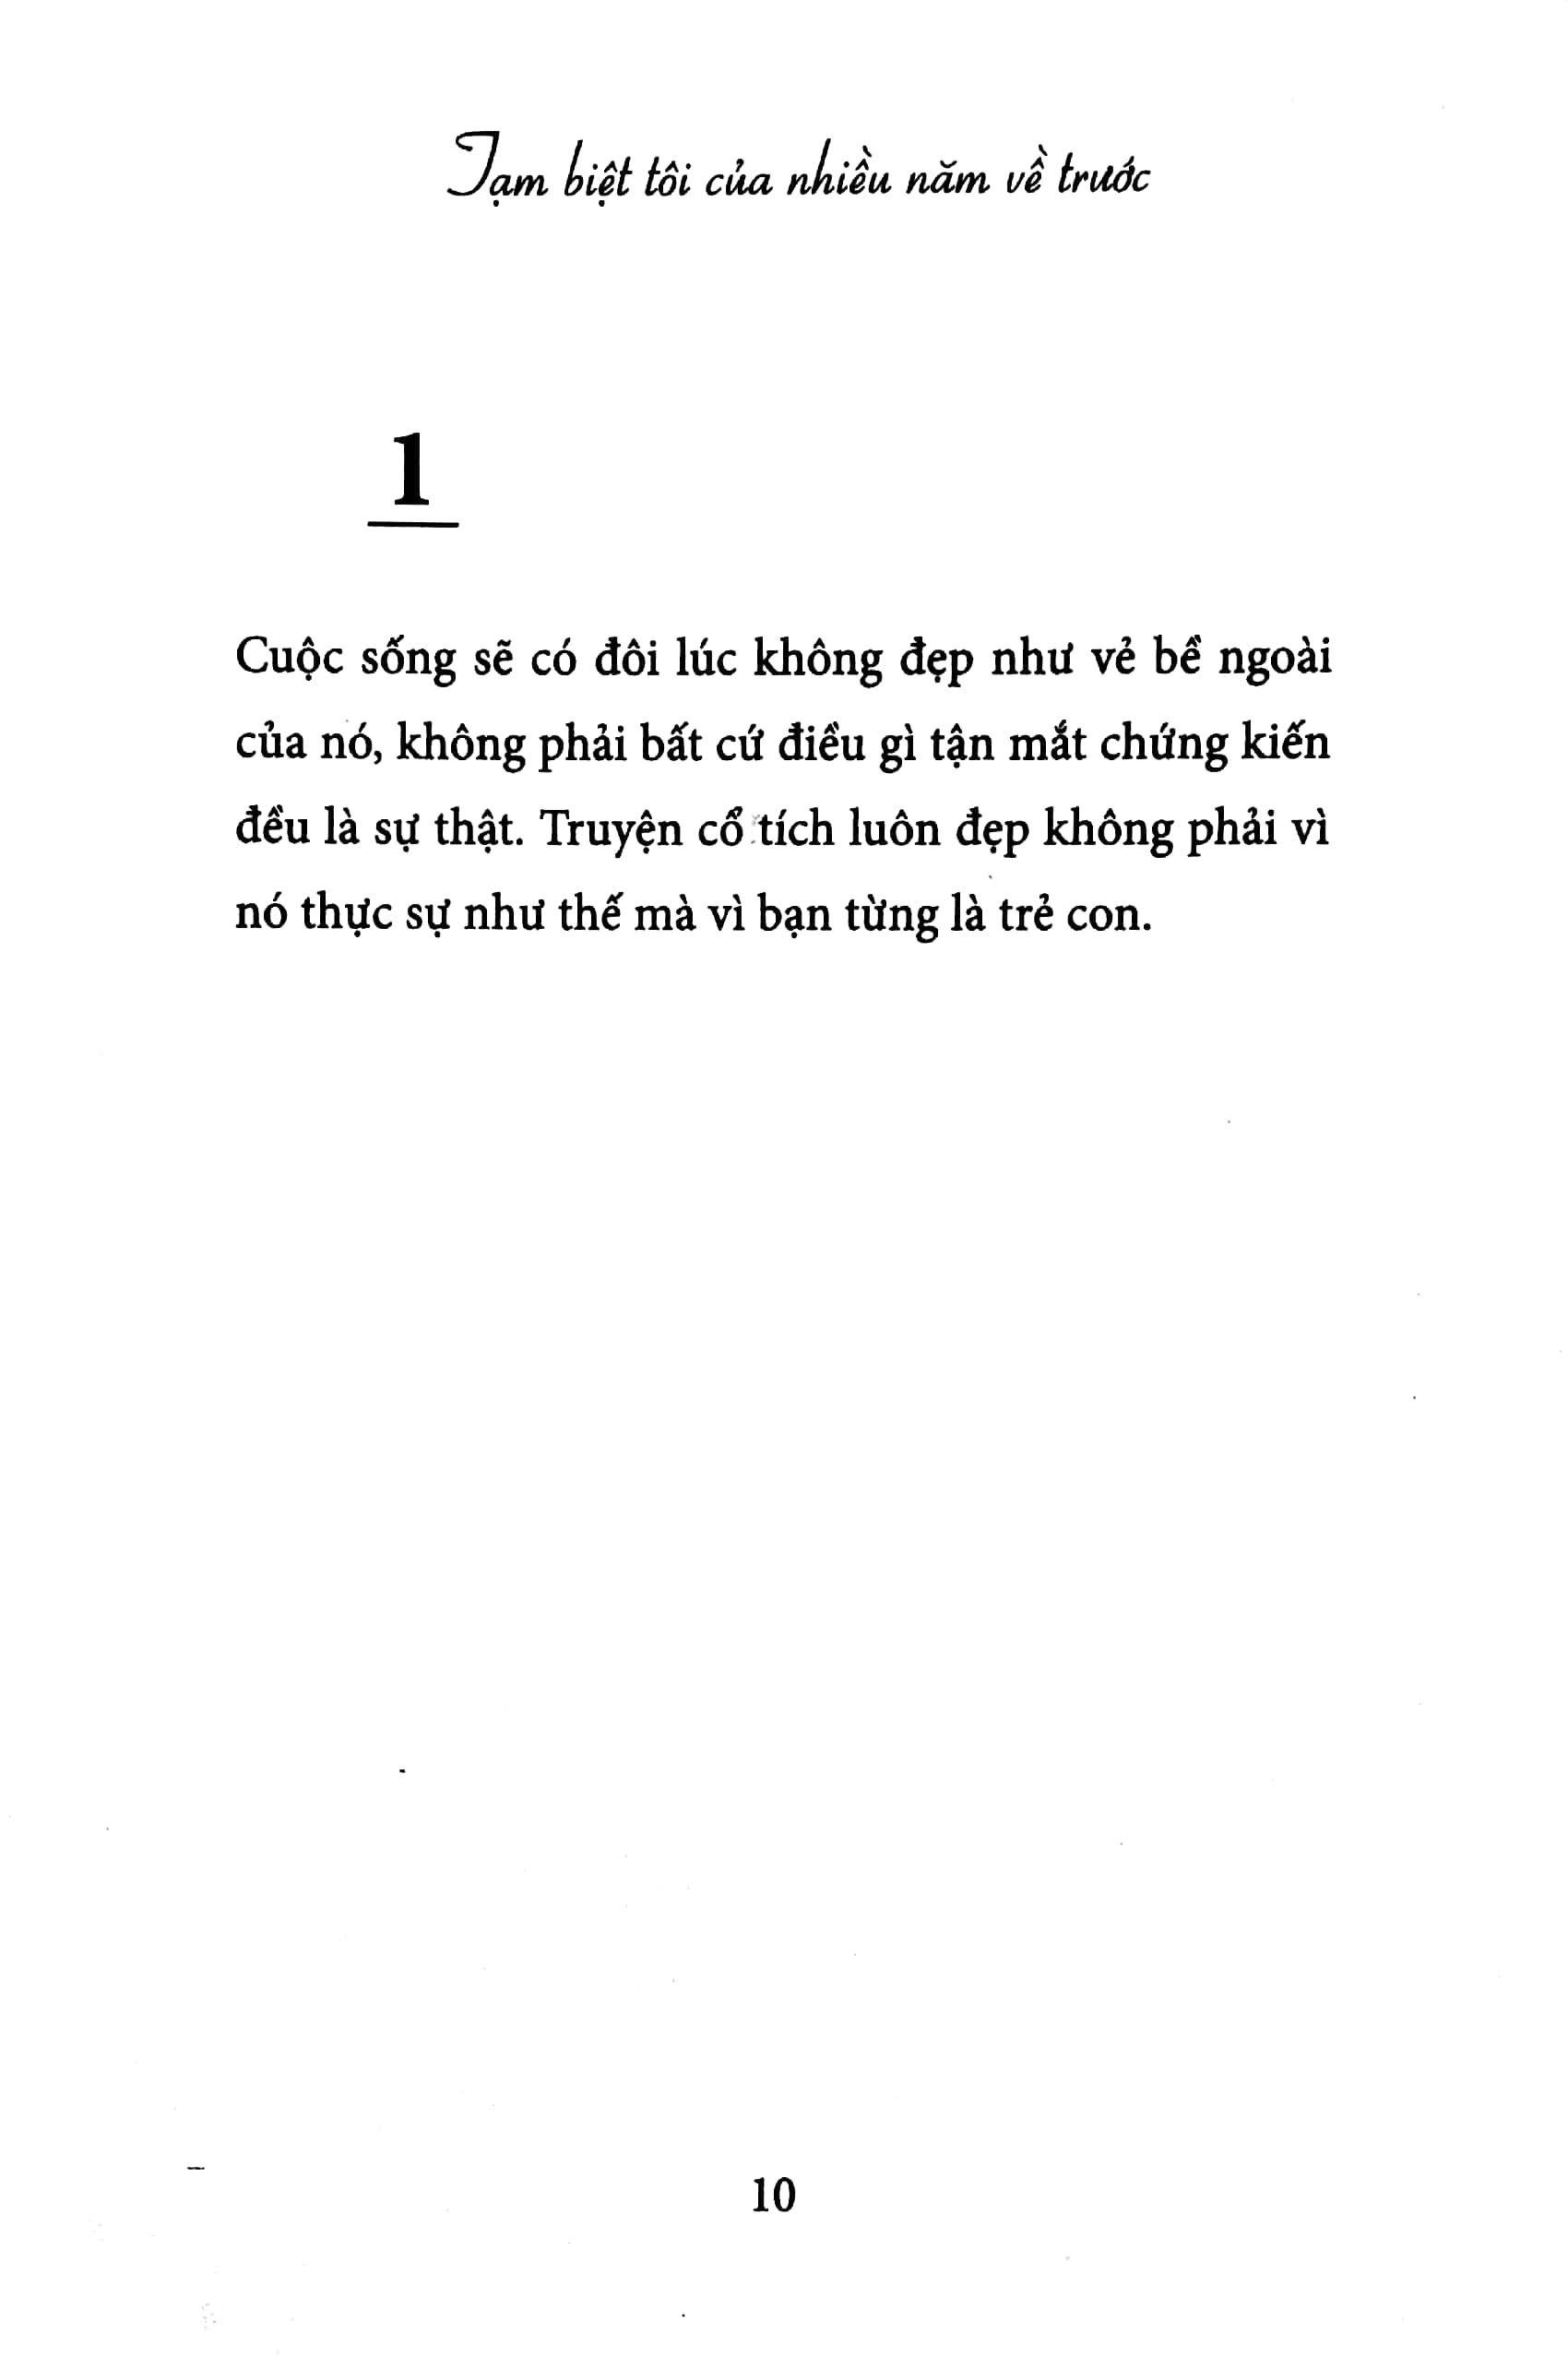 Tạm biệt tôi của nhiều năm về trước
1
Cuộc sống sẽ có đôi lúc không đẹp như vẻ bề ngoài
của nó, không phải bất cứ điều gì tận mắt chứng kiến
đều là sự thật. Truyện cổ tích luôn đẹp không phải vì
nó thực sự như thế mà vì bạn từng là trẻ con.
10